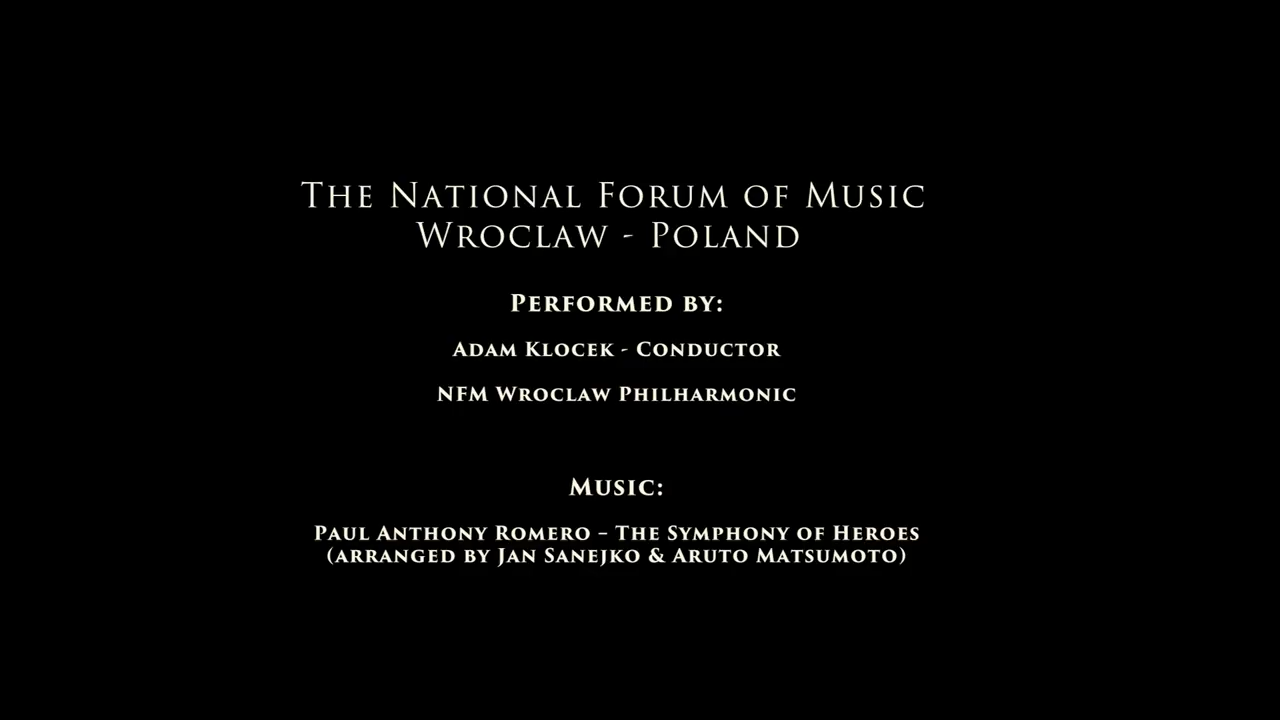 The National Forum of Music
Wroclaw - Poland
Performed by:
Adam Klocek - Conductor
NFM Wroclaw Philharmonic
Music:
Paul Anthony Romero – The Symphony of Heroes
(arranged by Jan Sanejko & Aruto Matsumoto)